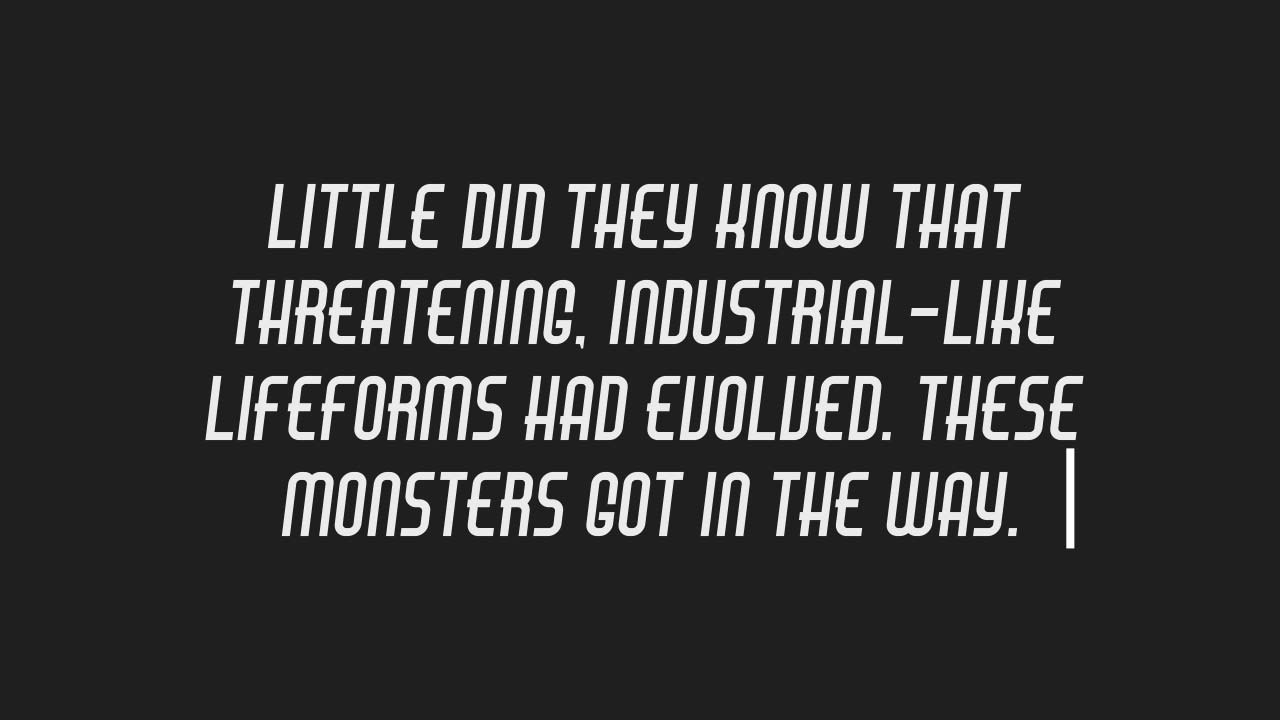 LITTLE DID THEY KNOW THAT
THREATENING, INDUSTRIAL-LIKE
LIFEFORMS HAD EVOLVED. THESE
MONSTERS GOT IN THE WAY.